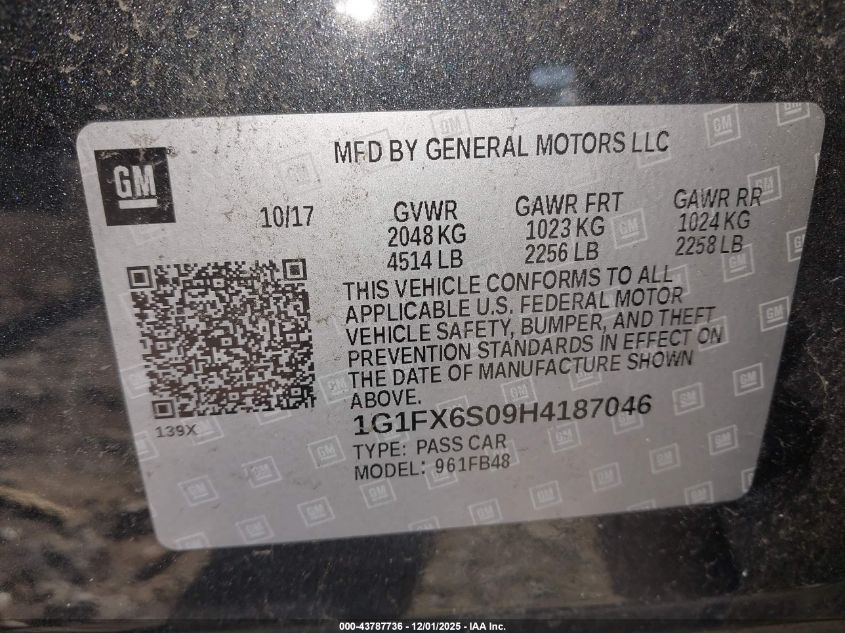 GM
MFD BY GENERAL MOTORS LLC
10/17
GVWR
2048 KG
4514 LB
GAWR FRT
1023 KG
2256 LB
GAWR RR
1024 KG
2258 LB
THIS VEHICLE CONFORMS TO ALL
APPLICABLE U.S. FEDERAL MOTOR
VEHICLE SAFETY, BUMPER, AND THEFT
PREVENTION STANDARDS IN EFFECT ON
THE DATE OF MANUFACTURE SHOWN
ABOVE.
139X
1G1FX6S09H4187046
TYPE: PASS CAR
MODEL: 961FB48
000-43787736 - 12/01/2025 - IAA Inc.